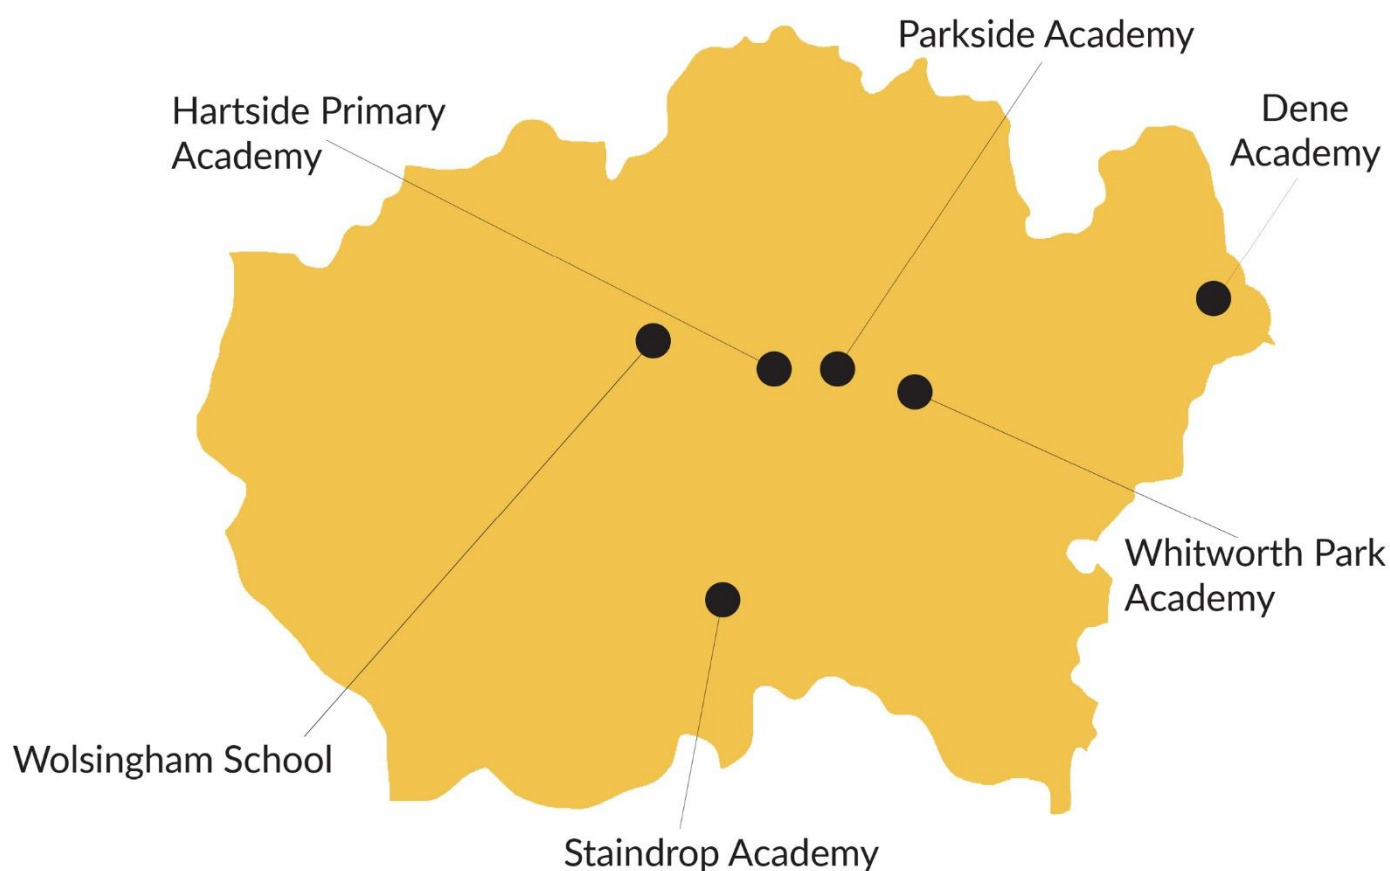 Parkside Academy
Hartside Primary
Academy
Dene
Academy
Whitworth Park
Academy
Wolsingham School
Staindrop Academy